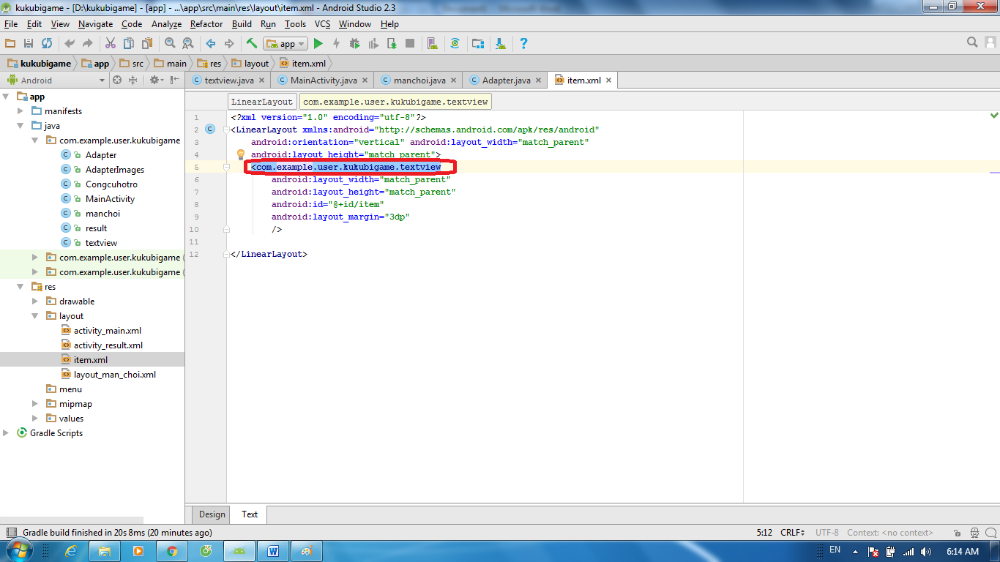 kukubigame - [D:\kukubigame] - [app] - ...\app\src\main\res\layout\item.xml - Android Studio 2.3
File Edit View Navigate Code Analyze Refactor Build Run Tools VCS Window Help
app
kukubigame app src main res layout item.xml
Android
textview.java MainActivity.java manchoi.java Adapter.java item.xml
app
manifests
java
com.example.user.kukubigame
Adapter
AdapterImages
Congcuhotro
MainActivity
manchoi
result
textview
com.example.user.kukubigame (
com.example.user.kukubigame (
res
drawable
layout
activity_main.xml
activity_result.xml
item.xml
layout_man_choi.xml
menu
mipmap
values
Gradle Scripts
LinearLayout com.example.user.kukubigame.textview
1 <?xml version="1.0" encoding="utf-8"?>
2 <LinearLayout xmlns:android="http://schemas.android.com/apk/res/android"
3 android:orientation="vertical" android:layout_width="match_parent"
4 android:layout_height="match_parent">
5 <com.example.user.kukubigame.textview
6 android:layout_width="match_parent"
7 android:layout_height="match_parent"
8 android:id="@+id/item"
9 android:layout_margin="3dp"
10 />
11
12 </LinearLayout>
Design Text
Gradle build finished in 20s 8ms (20 minutes ago)
5:12 CRLF UTF-8 Context: <no context>
EN
6:14 AM